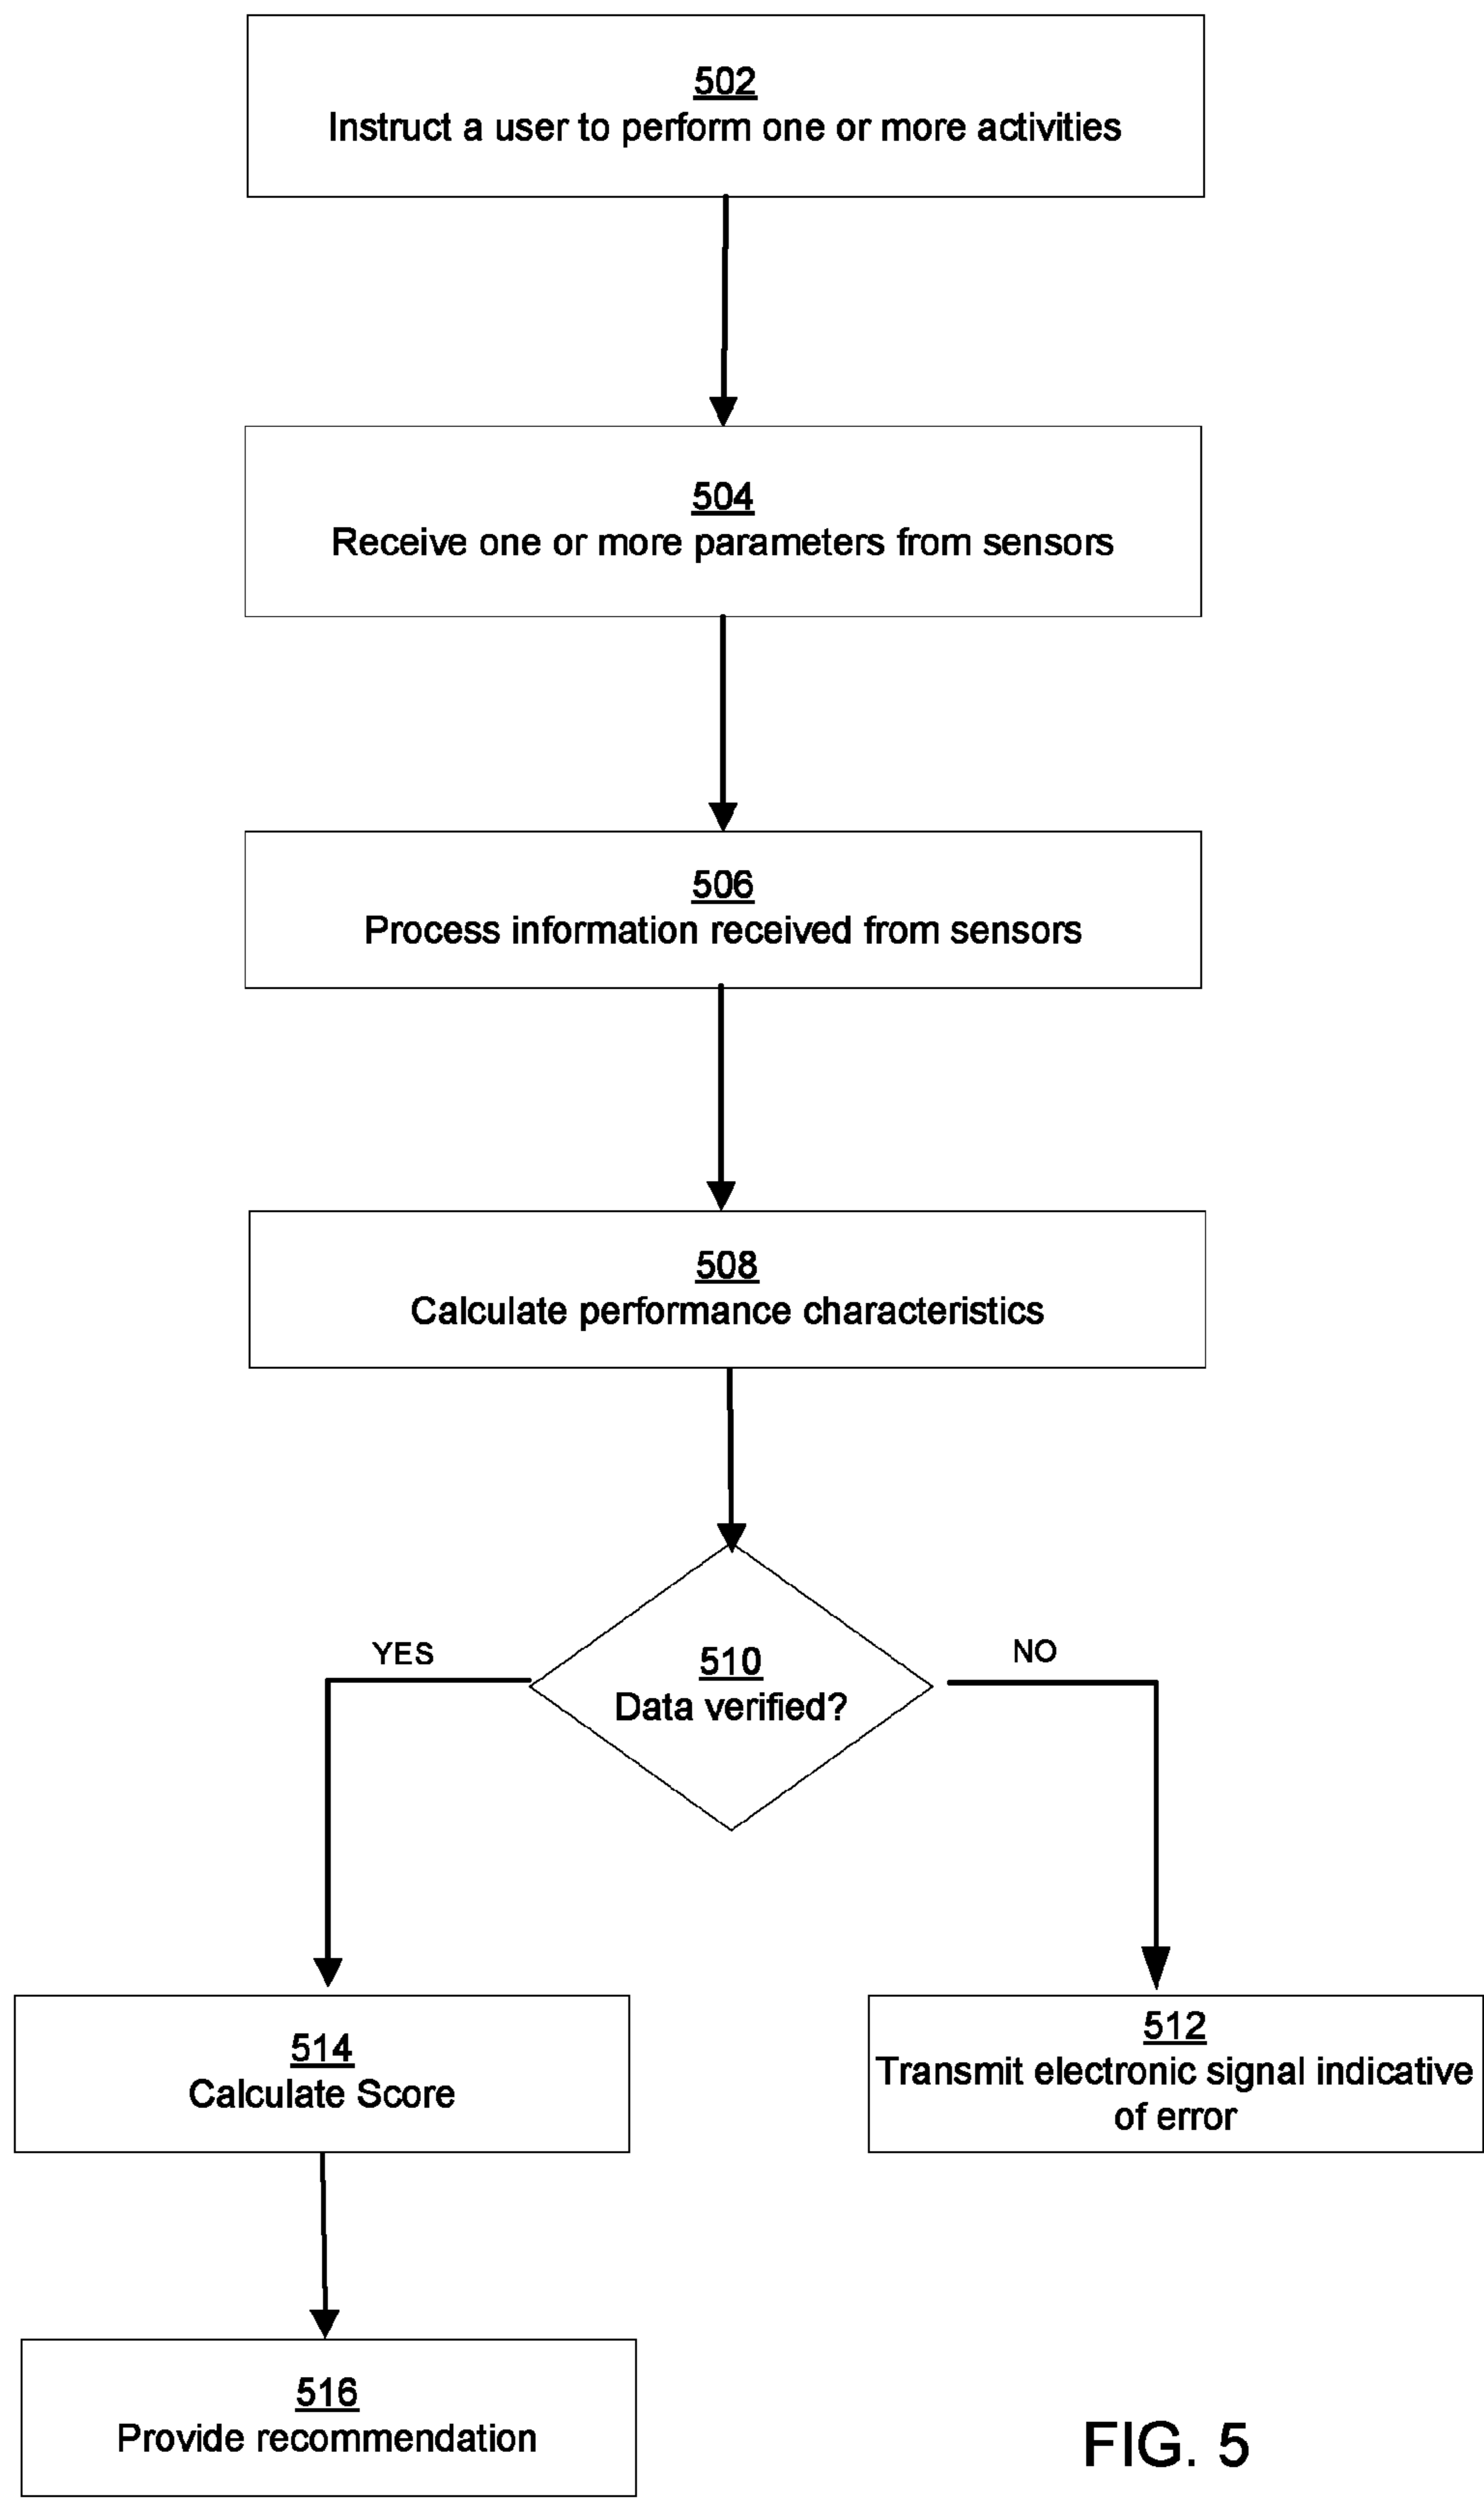 502
Instruct a user to perform one or more activities
504
Receive one or more parameters from sensors
506
Process information received from sensors
508
Calculate performance characteristics
510
Data verified?
YES
NO
514
Calculate Score
512
Transmit electronic signal indicative
of error
516
Provide recommendation
FIG. 5